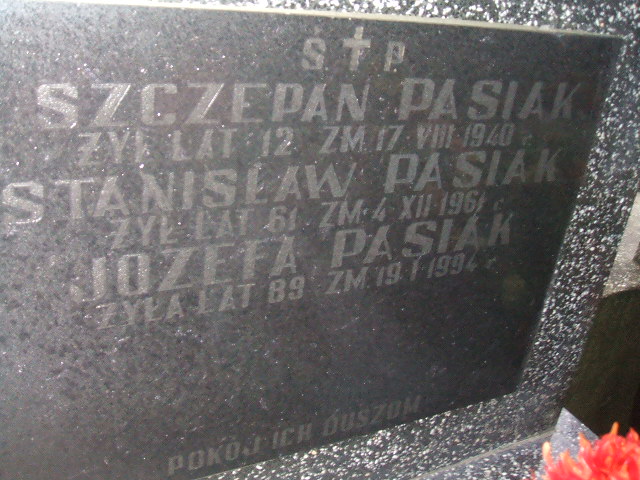 Ś † P
SZCZEPAN PASIAK
ŻYŁ LAT 12 ZM. 17 VIII 1940 r
STANISŁAW PASIAK
ŻYŁ LAT 61 ZM. 4 XII 1961 r
JÓZEFA PASIAK
ŻYŁA LAT 89 ZM. 19 I 1994 r
POKÓJ ICH DUSZOM